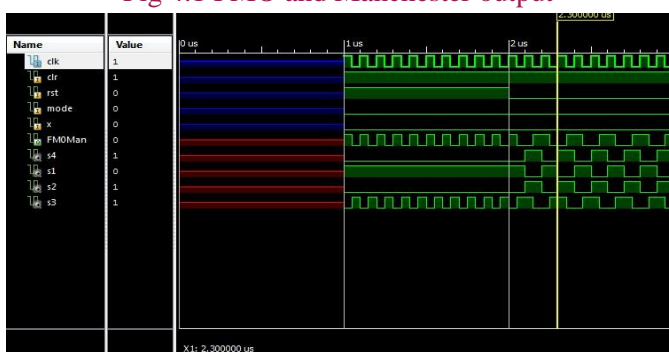 Fig 4.1 FMO and Manchester output
2.300000 us
Name Value 0 us 1 us 2 us
clk 1
clr 1
rst 0
mode 0
x 0
FM0Man 0
s4 1
s1 0
s2 1
s3 1
X1: 2.300000 us